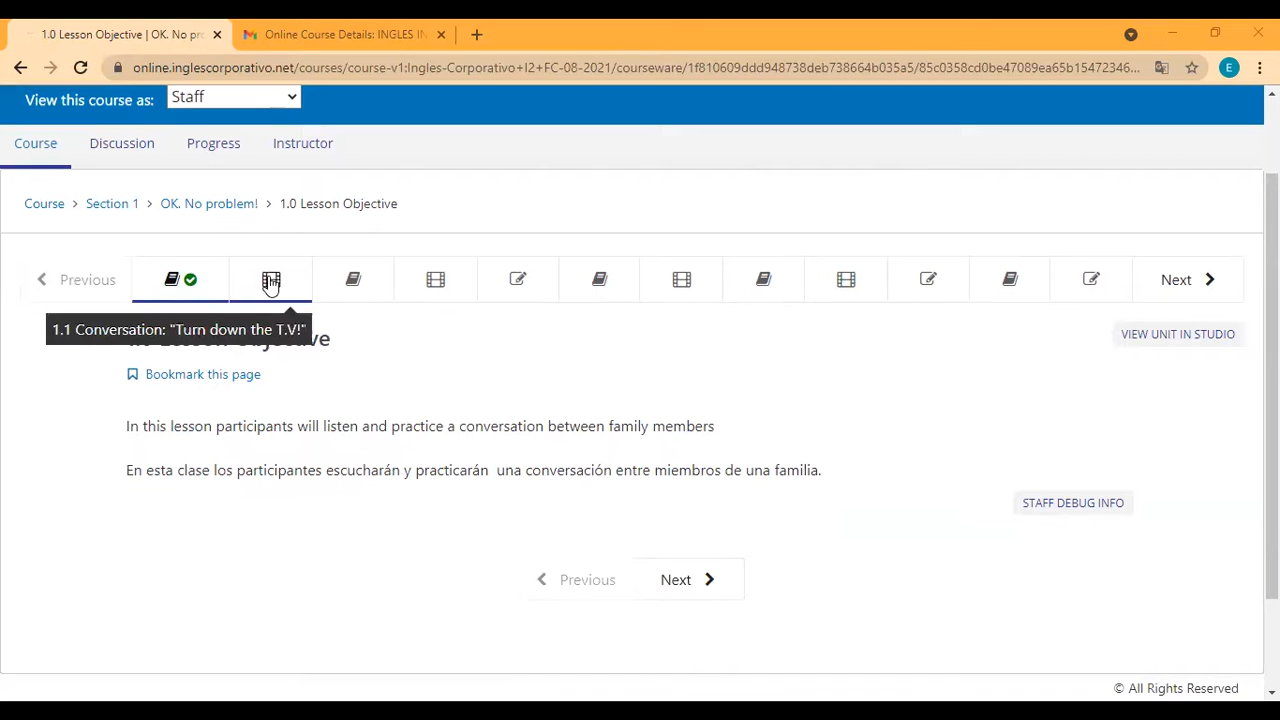 1.0 Lesson Objective | OK. No pr
Online Course Details: INGLES IN
online.inglescorporativo.net/courses/course-v1:Ingles-Corporativo+I2+FC-08-2021/courseware/1f810609ddd948738deb738664b035a5/85c0358cd0be47089ea65b15472346...
E
View this course as: Staff
Course Discussion Progress Instructor
Course > Section 1 > OK. No problem! > 1.0 Lesson Objective
Previous Next
1.1 Conversation: "Turn down the T.V!"
1.0 Lesson Objective
VIEW UNIT IN STUDIO
Bookmark this page
In this lesson participants will listen and practice a conversation between family members
En esta clase los participantes escucharán y practicarán una conversación entre miembros de una familia.
STAFF DEBUG INFO
Previous Next
© All Rights Reserved